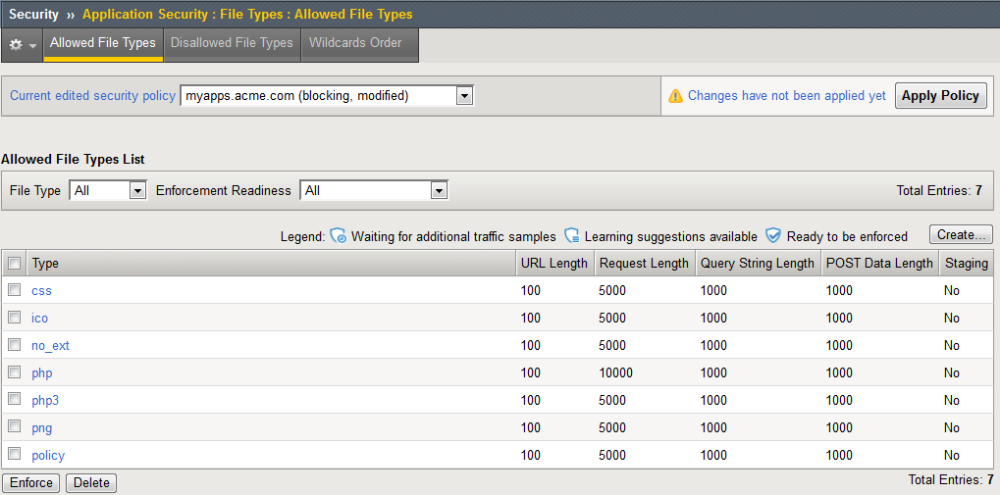 Security »» Application Security : File Types : Allowed File Types
Allowed File Types Disallowed File Types Wildcards Order
Current edited security policy myapps.acme.com (blocking, modified) Changes have not been applied yet Apply Policy
Allowed File Types List
File Type All Enforcement Readiness All Total Entries: 7
Legend: Waiting for additional traffic samples Learning suggestions available Ready to be enforced Create...
Type URL Length Request Length Query String Length POST Data Length Staging
css 100 5000 1000 1000 No
ico 100 5000 1000 1000 No
no_ext 100 5000 1000 1000 No
php 100 10000 1000 1000 No
php3 100 5000 1000 1000 No
png 100 5000 1000 1000 No
policy 100 5000 1000 1000 No
Enforce Delete Total Entries: 7